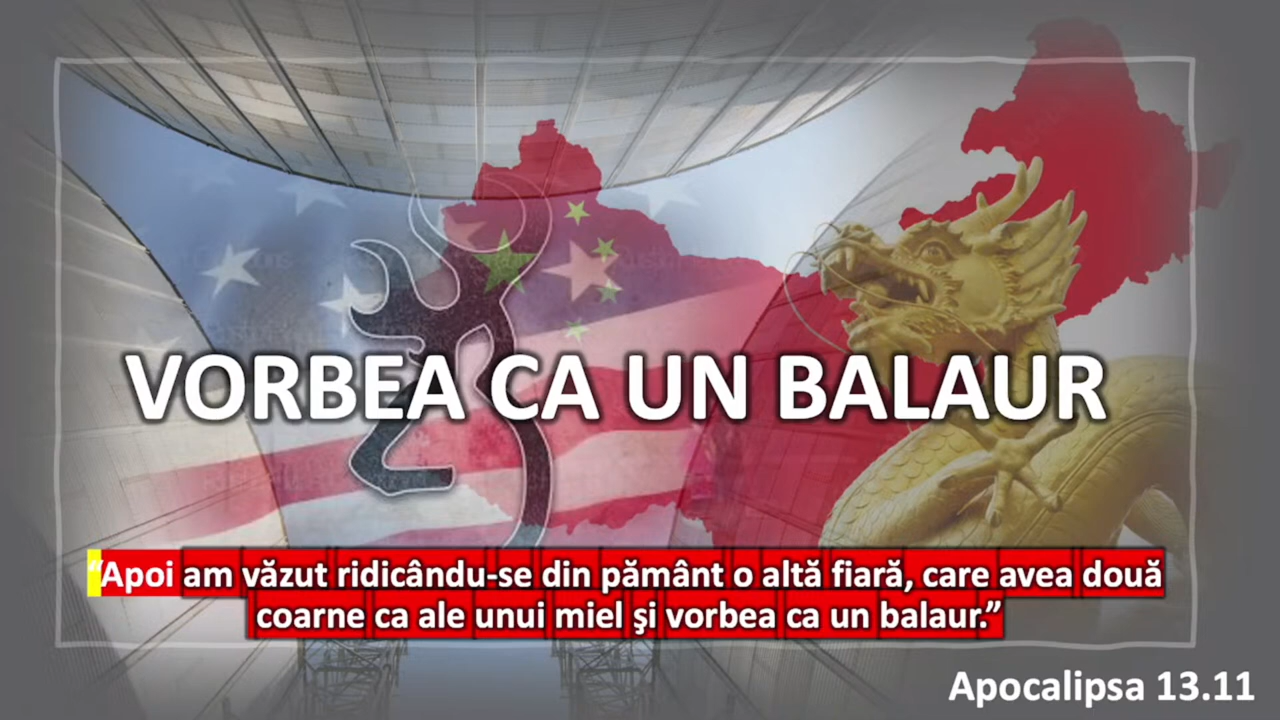 VORBEA CA UN BALAUR
“Apoi am văzut ridicându-se din pământ o altă fiară, care avea două
coarne ca ale unui miel şi vorbea ca un balaur.”
Apocalipsa 13.11